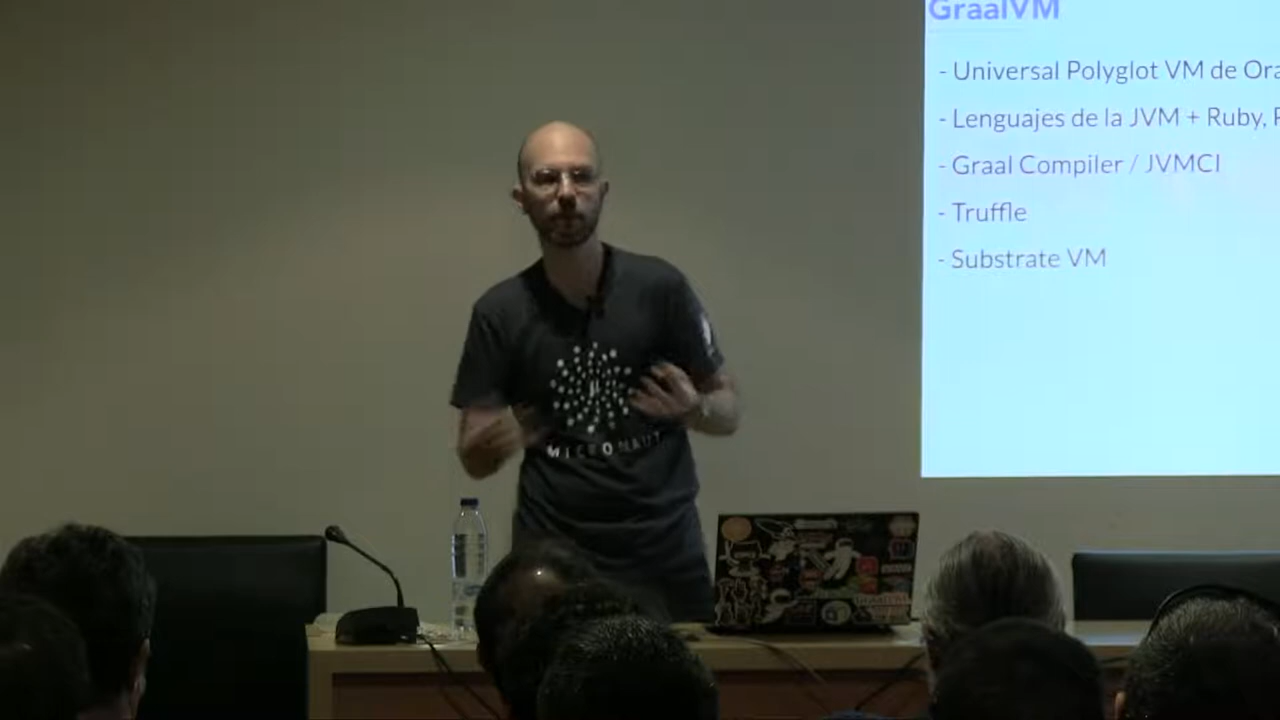 GraalVM
- Universal Polyglot VM de Ora
- Lenguajes de la JVM + Ruby,
- Graal Compiler / JVMCI
- Truffle
- Substrate VM
MICRONAUT